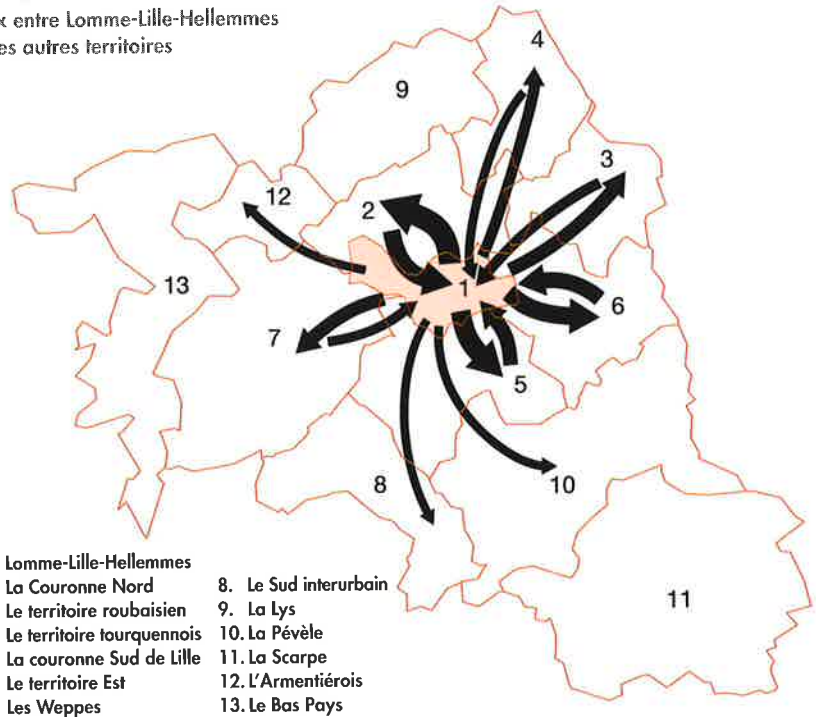 entre Lomme-Lille-Hellemmes
es autres territoires
4
9
3
12
2
1
13
6
7
5
8
10
11
Lomme-Lille-Hellemmes
La Couronne Nord
Le territoire roubaisien
Le territoire tourquennois
La couronne Sud de Lille
Le territoire Est
Les Weppes
8. Le Sud interurbain
9. La Lys
10. La Pévèle
11. La Scarpe
12. L'Armentiérois
13. Le Bas Pays